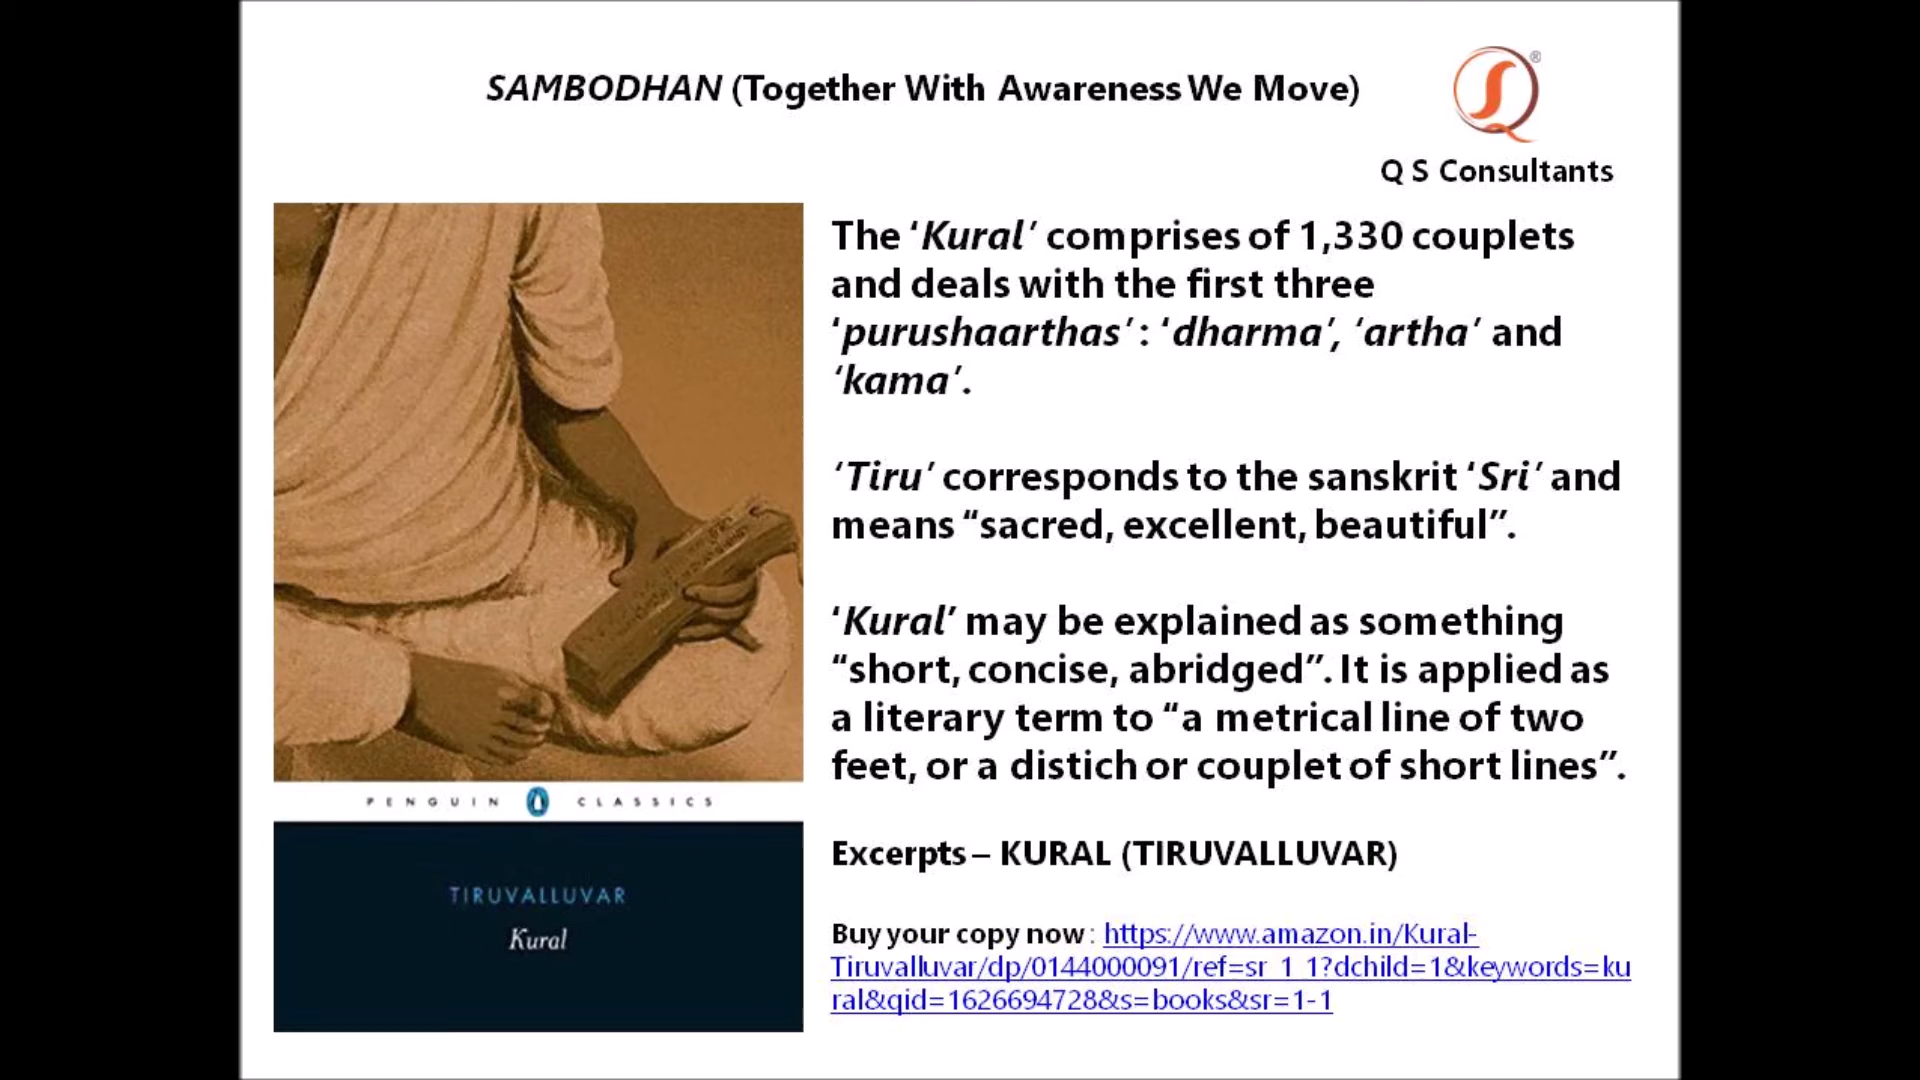 SAMBODHAN (Together With Awareness We Move)
®
Q S Consultants
The ‘Kural’ comprises of 1,330 couplets
and deals with the first three
‘purushaarthas’ : ‘dharma’, ‘artha’ and
‘kama’.
‘Tiru’ corresponds to the sanskrit ‘Sri’ and
means “sacred, excellent, beautiful”.
‘Kural’ may be explained as something
“short, concise, abridged”. It is applied as
a literary term to “a metrical line of two
feet, or a distich or couplet of short lines”.
Excerpts – KURAL (TIRUVALLUVAR)
Buy your copy now : https://www.amazon.in/Kural-
Tiruvalluvar/dp/0144000091/ref=sr_1_1?dchild=1&keywords=ku
ral&qid=1626694728&s=books&sr=1-1
PENGUIN CLASSICS
TIRUVALLUVAR
Kural